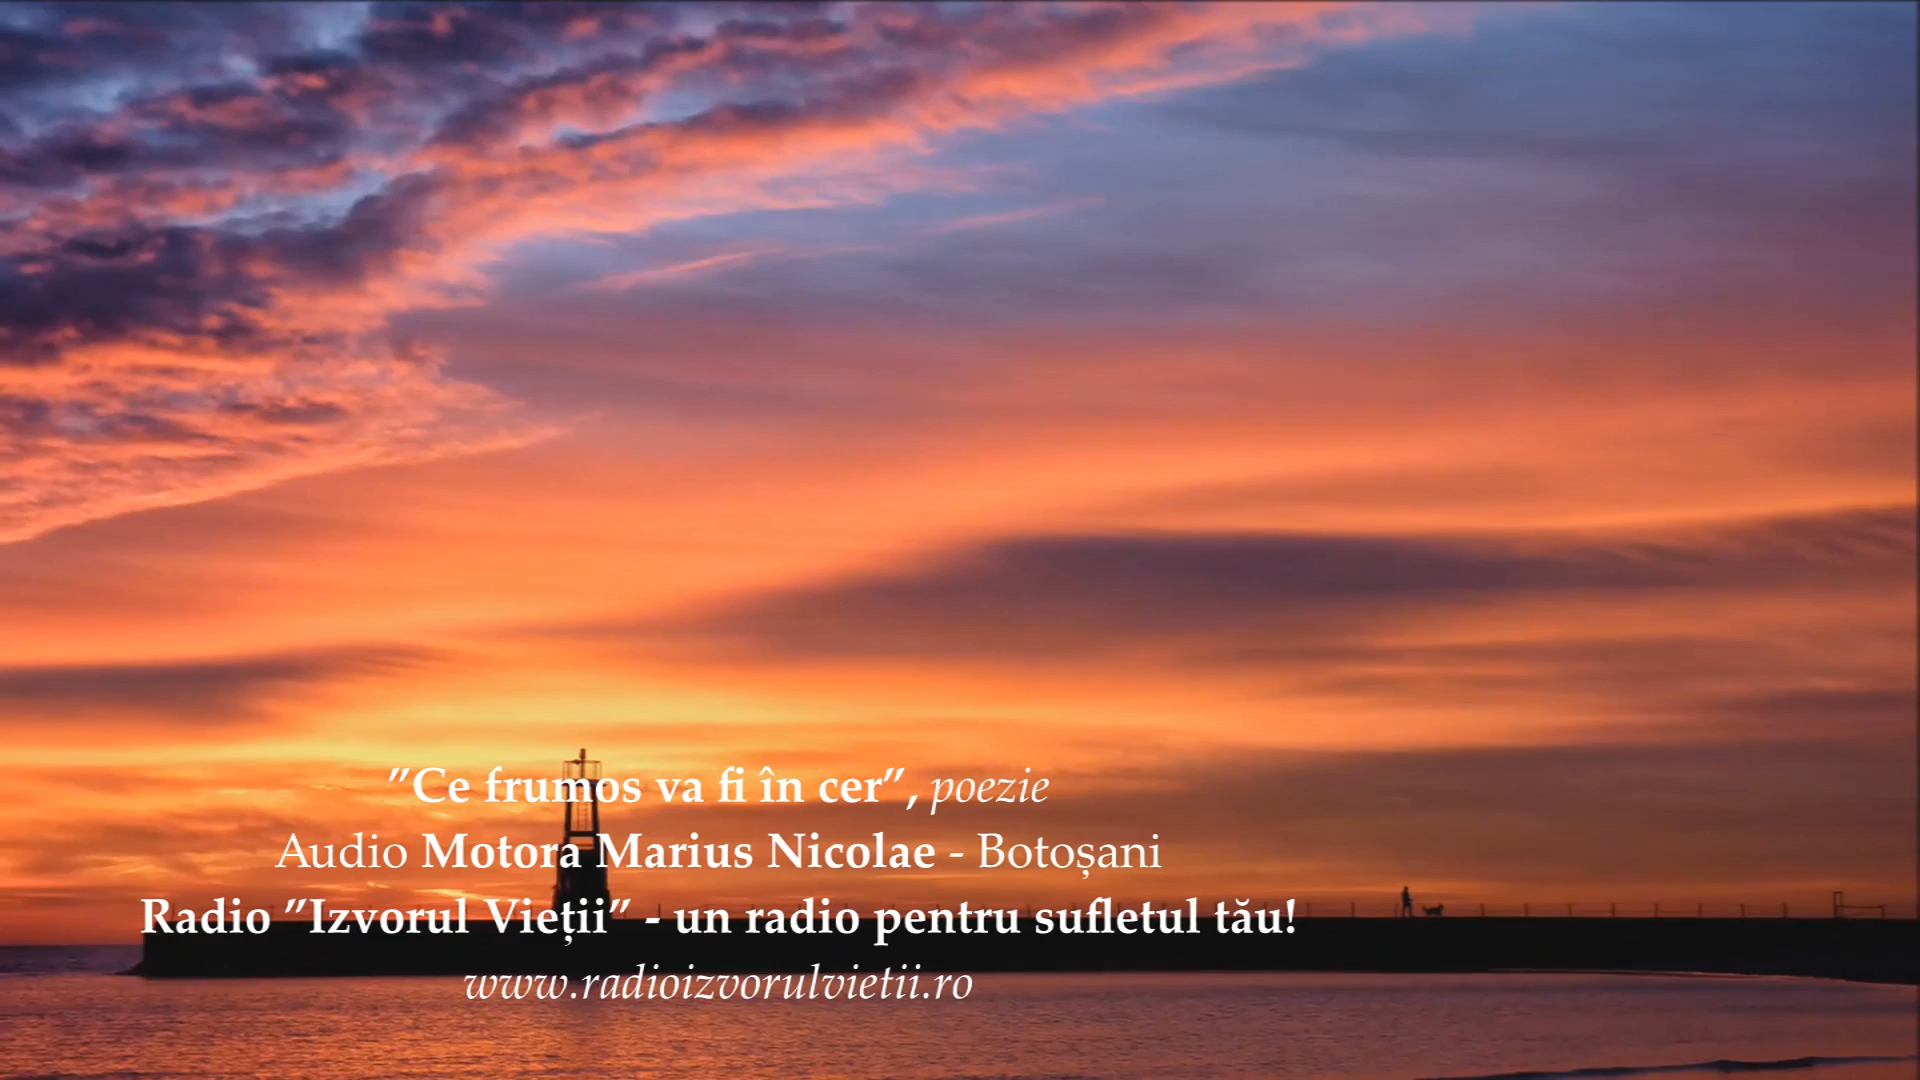 ”Ce frumos va fi în cer”, poezie
Audio Motora Marius Nicolae - Botoșani
Radio ”Izvorul Vieții” - un radio pentru sufletul tău!
www.radioizvorulvietii.ro